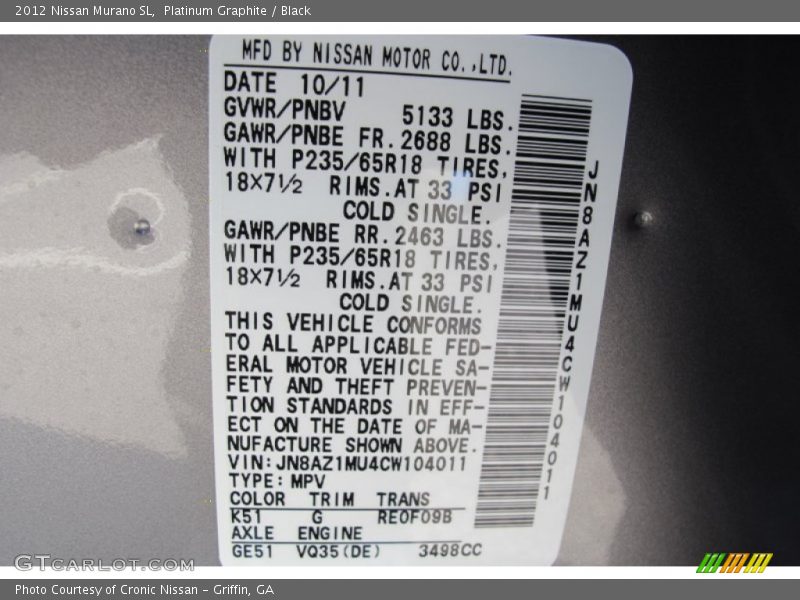 2012 Nissan Murano SL, Platinum Graphite / Black
MFD BY NISSAN MOTOR CO.,LTD.
DATE 10/11
GVWR/PNBV 5133 LBS.
GAWR/PNBE FR. 2688 LBS.
WITH P235/65R18 TIRES,
18X7½ RIMS. AT 33 PSI
COLD SINGLE.
GAWR/PNBE RR. 2463 LBS.
WITH P235/65R18 TIRES,
18X7½ RIMS. AT 33 PSI
COLD SINGLE.
THIS VEHICLE CONFORMS
TO ALL APPLICABLE FED-
ERAL MOTOR VEHICLE SA-
FETY AND THEFT PREVEN-
TION STANDARDS IN EFF-
ECT ON THE DATE OF MA-
NUFACTURE SHOWN ABOVE.
VIN:JN8AZ1MU4CW104011
TYPE:MPV
COLOR TRIM TRANS
K51 G RE0F09B
AXLE ENGINE
GE51 VQ35(DE) 3498CC
JN8AZ1MU4CW104011
GTCARLOT.COM
Photo Courtesy of Cronic Nissan - Griffin, GA